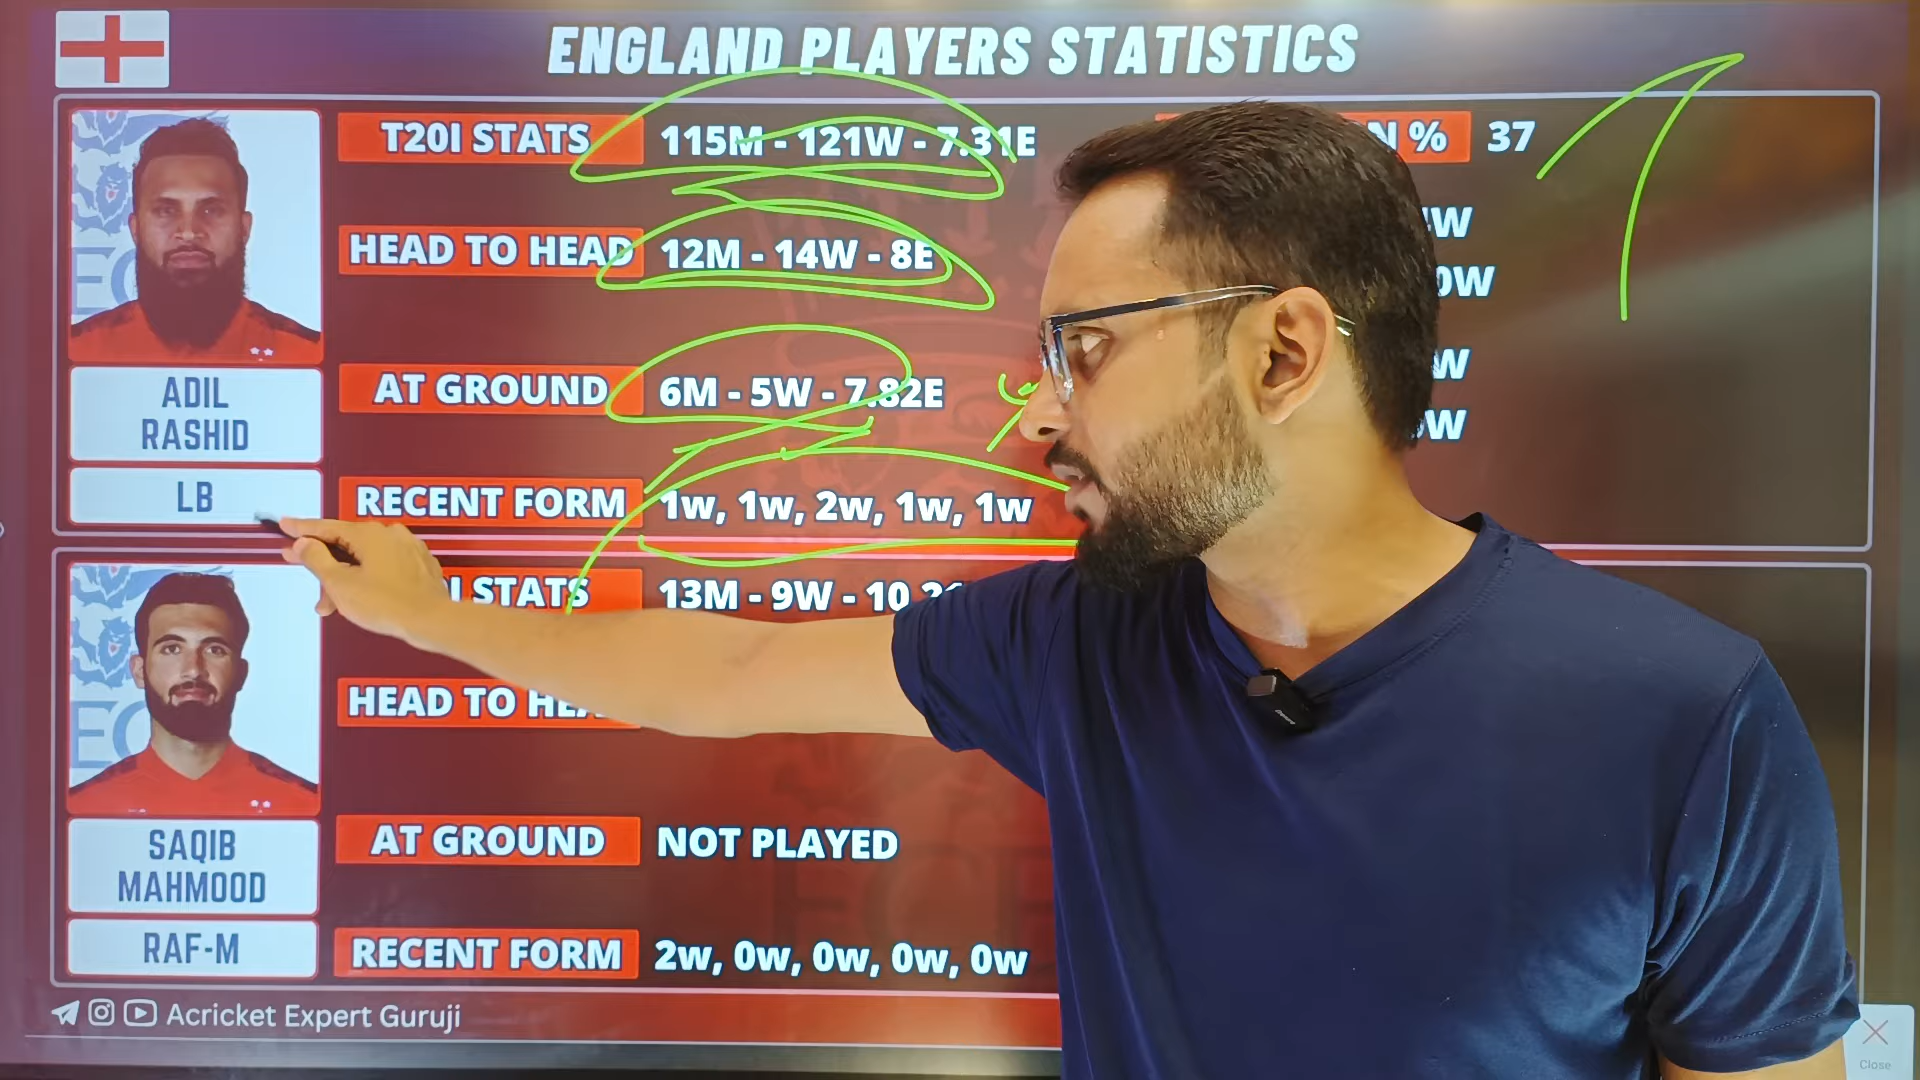 ENGLAND PLAYERS STATISTICS
T20I STATS 115M - 121W - 7.31E
N % 37
HEAD TO HEAD 12M - 14W - 8E
W
0W
AT GROUND 6M - 5W - 7.82E
W
W
ADIL
RASHID
LB
RECENT FORM 1w, 1w, 2w, 1w, 1w
I STATS 13M - 9W - 10.2
HEAD TO
SAQIB
MAHMOOD
AT GROUND NOT PLAYED
RAF-M
RECENT FORM 2w, 0w, 0w, 0w, 0w
Acricket Expert Guruji
Close